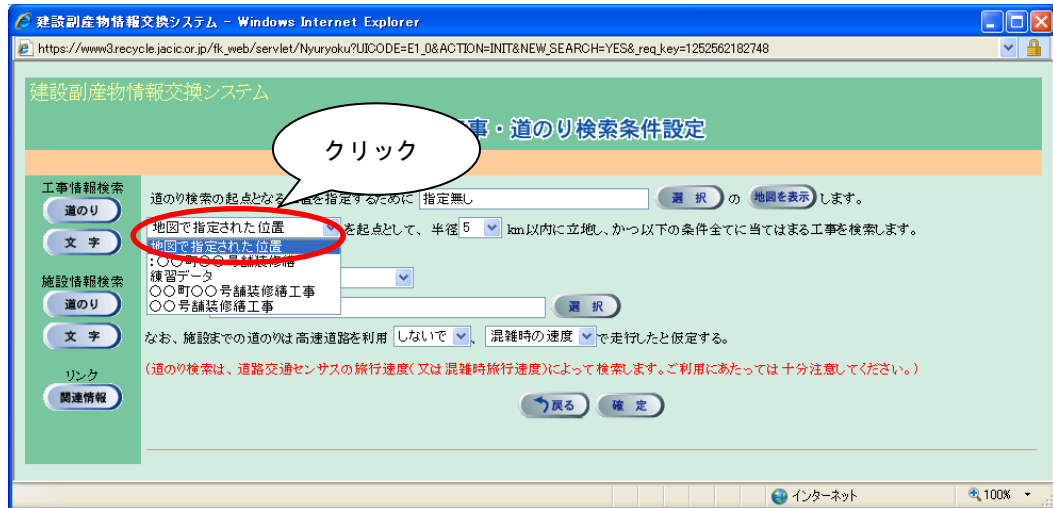 建設副産物情報交換システム - Windows Internet Explorer
https://www3.recycle.jacic.or.jp/fk_web/servlet/Nyuryoku?UICODE=E1_0&ACTION=INIT&NEW_SEARCH=YES&_req_key=1252562182748
建設副産物情報交換システム
事・道のり検索条件設定
クリック
工事情報検索
道のり
文 字
施設情報検索
道のり
文 字
リンク
関連情報
道のり検索の起点となる 置を指定するために 指定無し 選 択 の 地図を表示 します。
地図で指定された位置 を起点として、 半径 5 km以内に立地し、かつ以下の条件全てに当てはまる工事を検索します。
地図で指定された位置
:〇〇町〇〇号舗装修繕
練習データ
〇〇町〇〇号舗装修繕工事
〇〇号舗装修繕工事
選 択
なお、施設までの道のりは高速道路を利用 しないで 、 混雑時の速度 で走行したと仮定する。
(道のり検索は、道路交通センサスの旅行速度(又は混雑時旅行速度)によって検索します。ご利用にあたっては十分注意してください。)
戻る 確 定
インターネット 100%